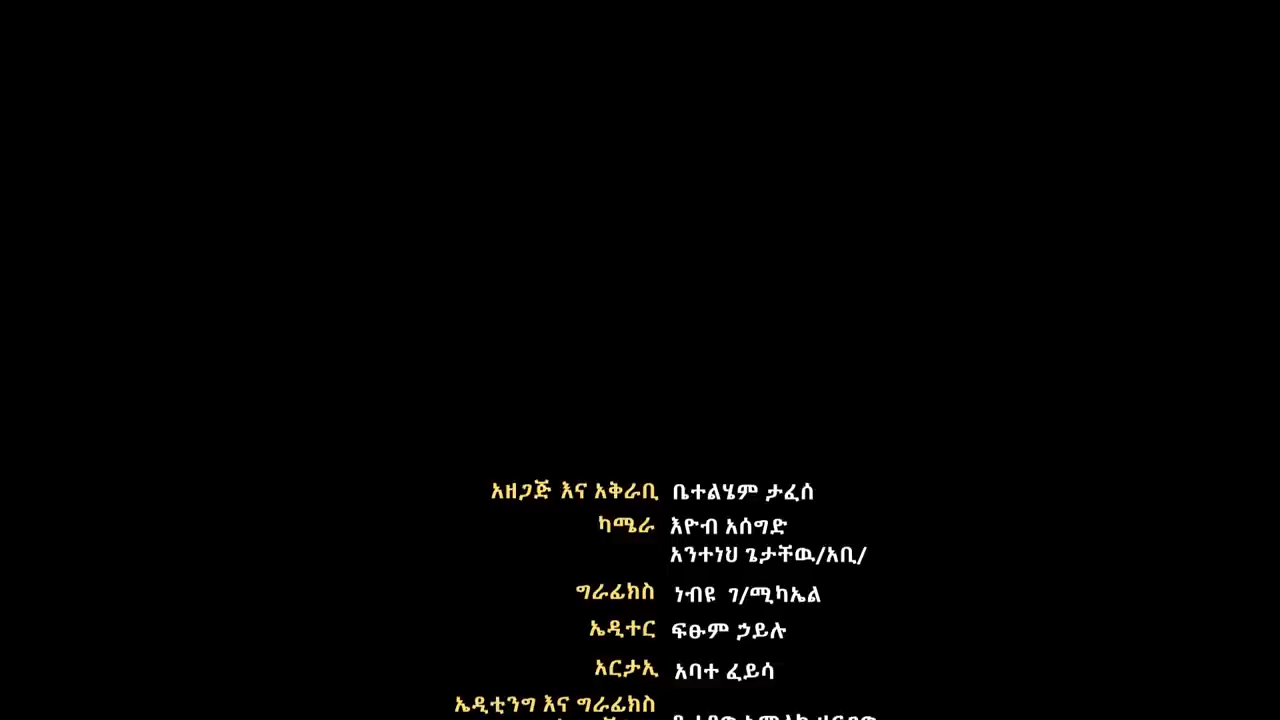 አዘጋጅ እና አቅራቢ ቤተልሄም ታፈሰ
ካሜራ እዮብ አሰግድ
አንተነህ ጌታቸዉ/አቢ/
ግራፊክስ ነብዩ ገ/ሚካኤል
ኤዲተር ፍፁም ኃይሉ
አርታኢ አባተ ፈይሳ
ኤዲቲንግ እና ግራፊክስ